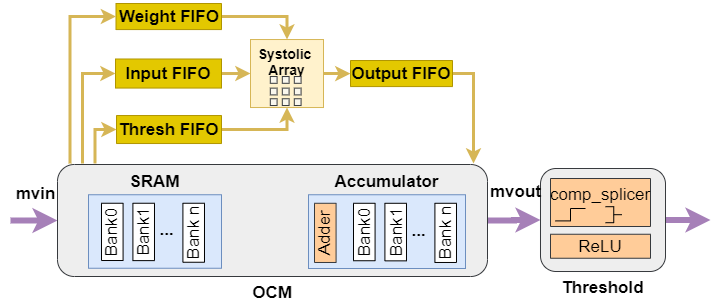 Weight FIFO
Systolic
Array
Input FIFO
Output FIFO
Thresh FIFO
mvin
SRAM
Bank0
Bank1
...
Bank n
Accumulator
Adder
Bank0
Bank1
...
Bank n
mvout
comp_splicer
ReLU
Threshold
OCM